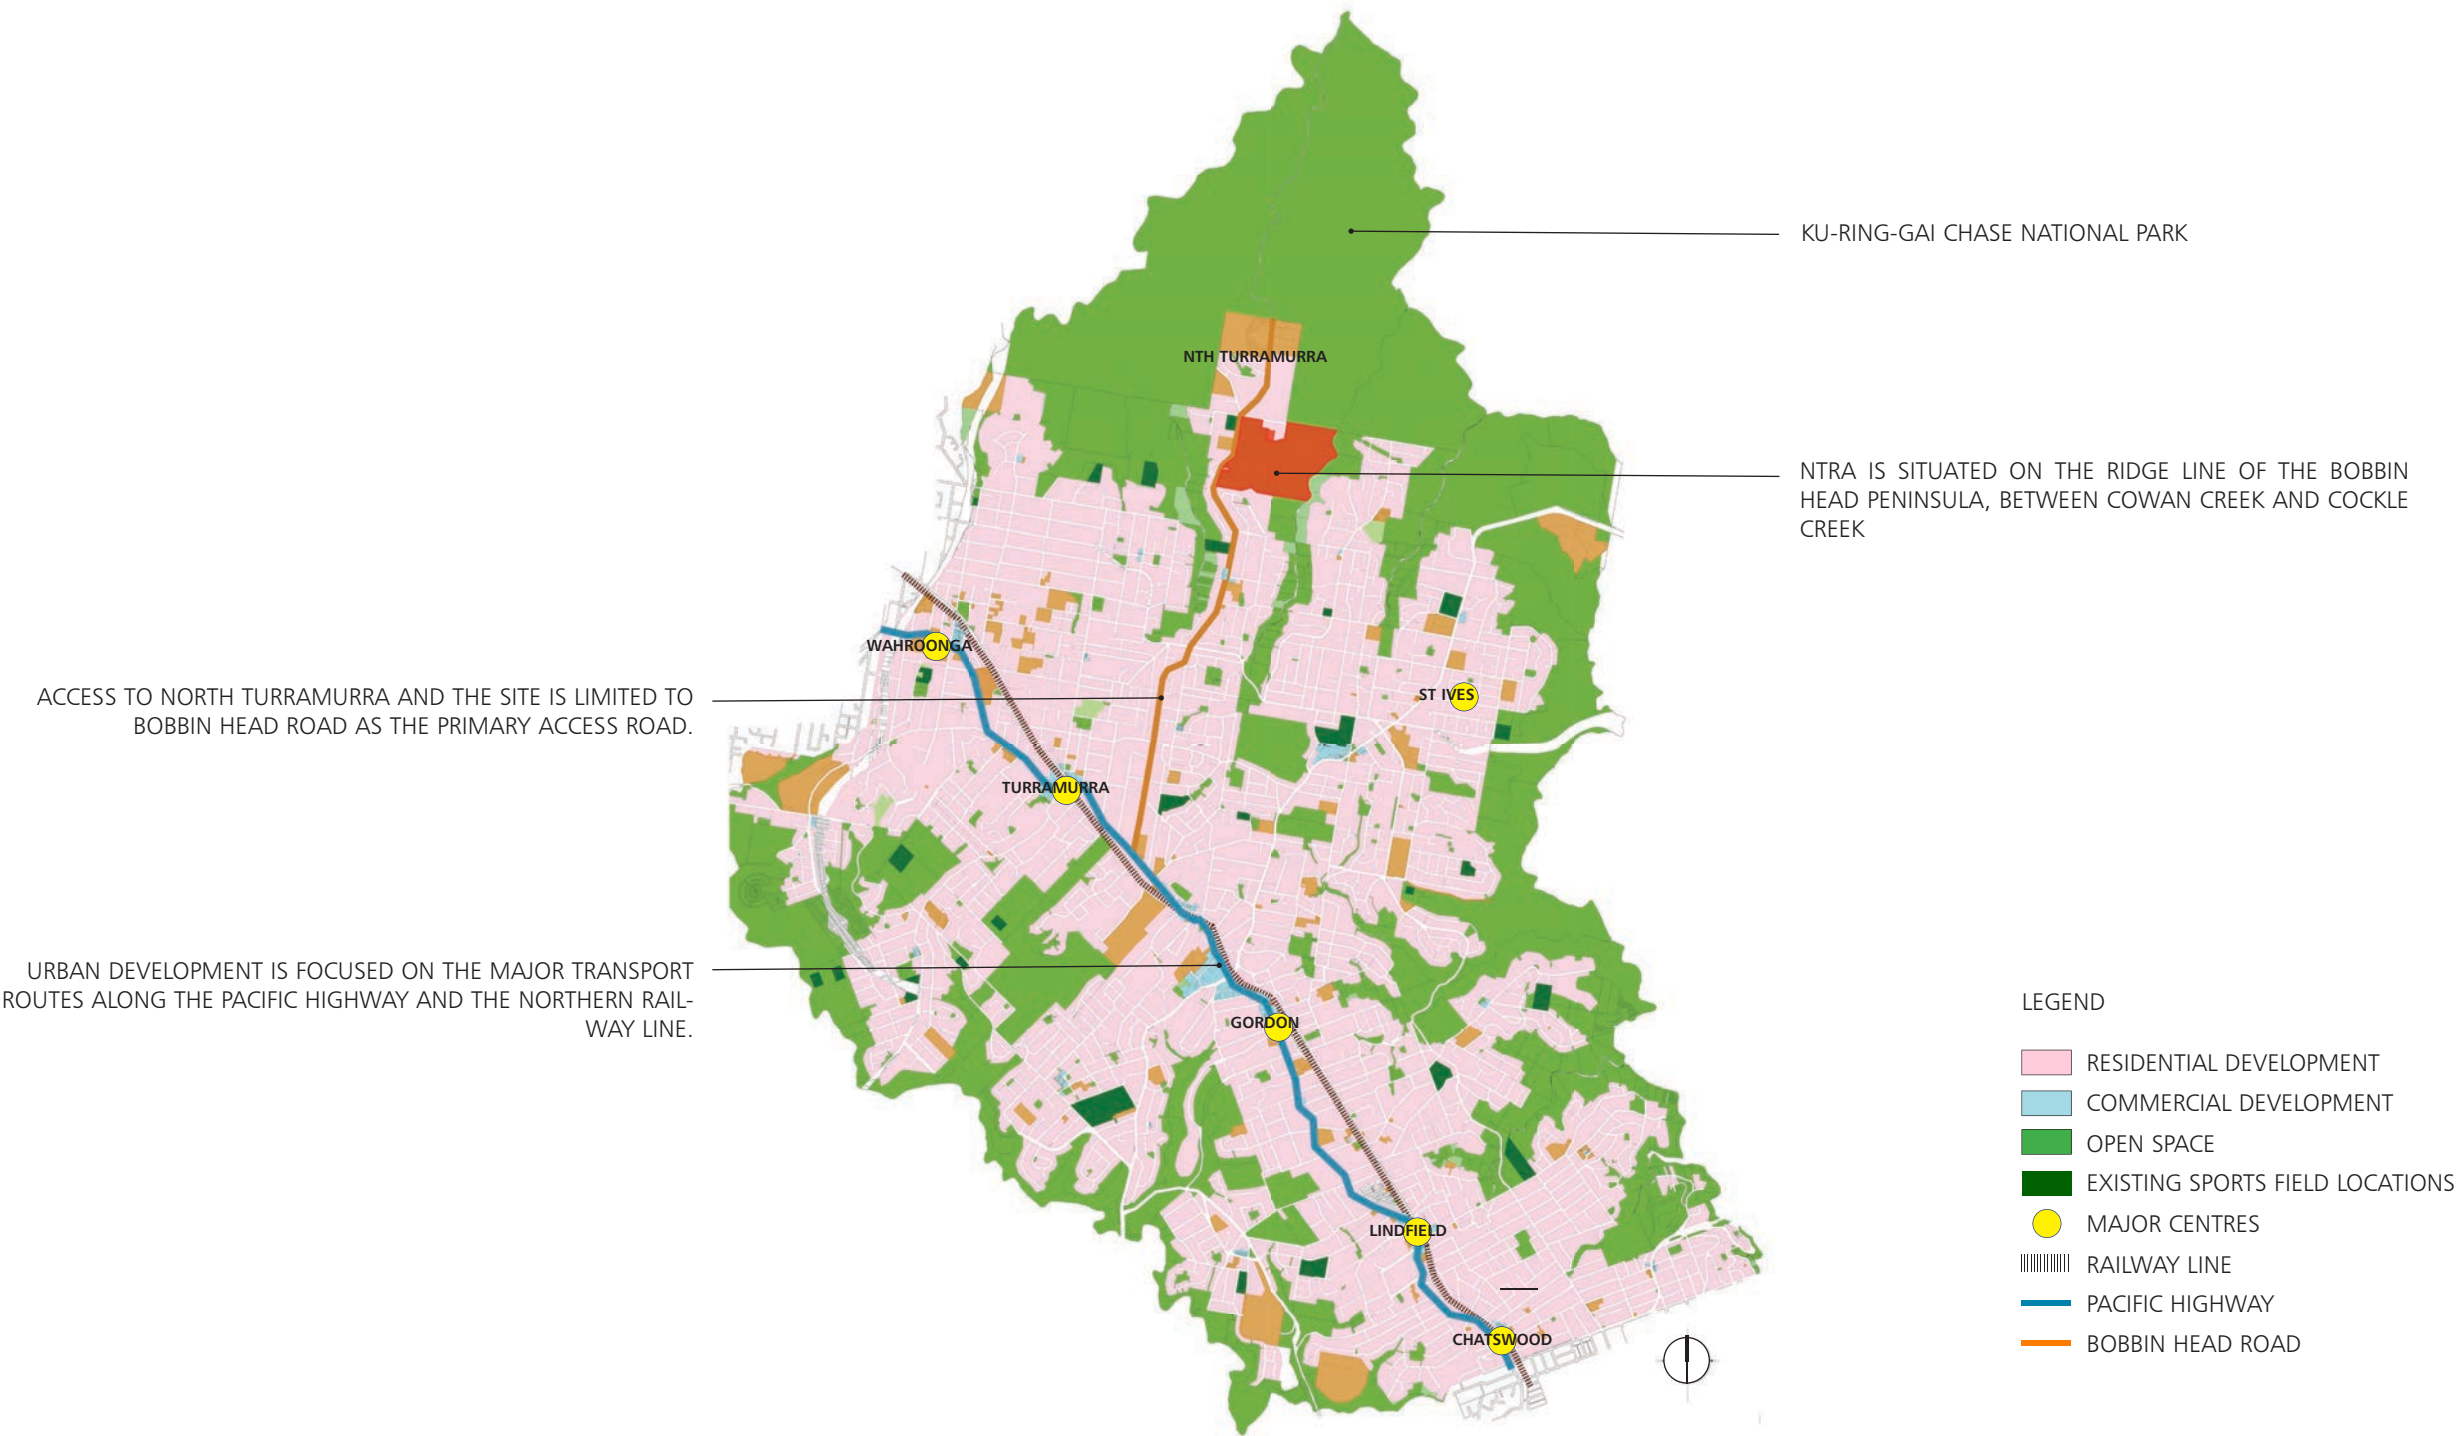 KU-RING-GAI CHASE NATIONAL PARK
NTH TURRAMURRA
NTRA IS SITUATED ON THE RIDGE LINE OF THE BOBBIN
HEAD PENINSULA, BETWEEN COWAN CREEK AND COCKLE
CREEK
WAHROONGA
ST IVES
ACCESS TO NORTH TURRAMURRA AND THE SITE IS LIMITED TO
BOBBIN HEAD ROAD AS THE PRIMARY ACCESS ROAD.
TURRAMURRA
URBAN DEVELOPMENT IS FOCUSED ON THE MAJOR TRANSPORT
ROUTES ALONG THE PACIFIC HIGHWAY AND THE NORTHERN RAIL-
WAY LINE.
GORDON
LINDFIELD
CHATSWOOD
LEGEND
RESIDENTIAL DEVELOPMENT
COMMERCIAL DEVELOPMENT
OPEN SPACE
EXISTING SPORTS FIELD LOCATIONS
MAJOR CENTRES
RAILWAY LINE
PACIFIC HIGHWAY
BOBBIN HEAD ROAD